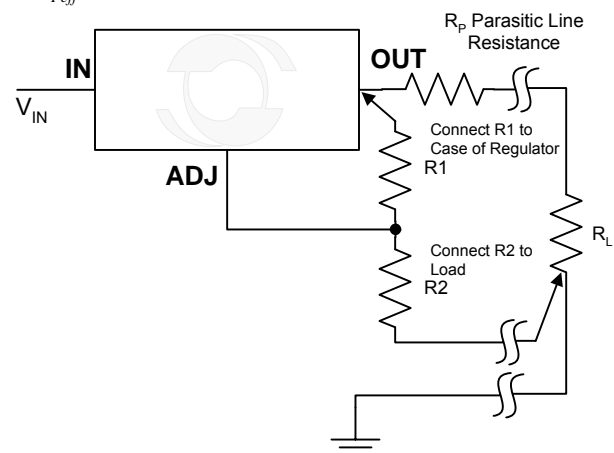 eff
R_P Parasitic Line
Resistance
IN
OUT
V_IN
Connect R1 to
Case of Regulator
R1
ADJ
R_L
Connect R2 to
Load
R2